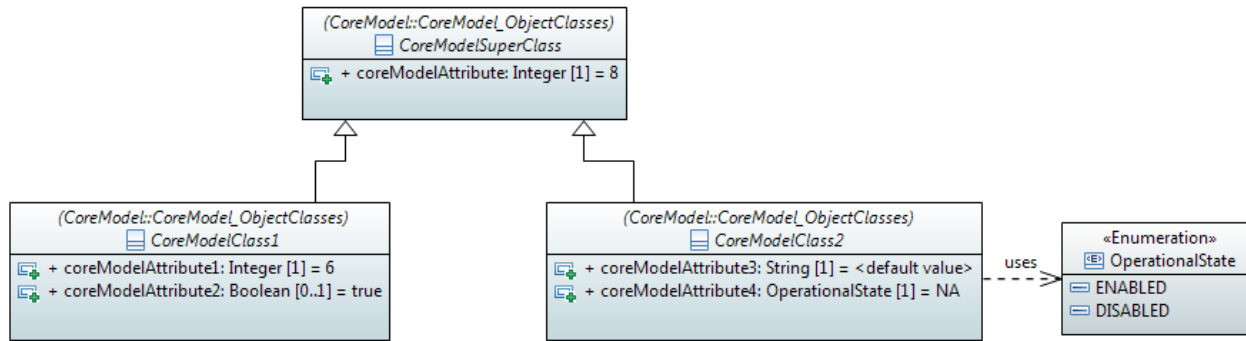 (CoreModel::CoreModel_ObjectClasses)
CoreModelSuperClass
+ coreModelAttribute: Integer [1] = 8
(CoreModel::CoreModel_ObjectClasses)
CoreModelClass1
+ coreModelAttribute1: Integer [1] = 6
+ coreModelAttribute2: Boolean [0..1] = true
(CoreModel::CoreModel_ObjectClasses)
CoreModelClass2
+ coreModelAttribute3: String [1] = <default value>
+ coreModelAttribute4: OperationalState [1] = NA
uses
«Enumeration»
OperationalState
ENABLED
DISABLED